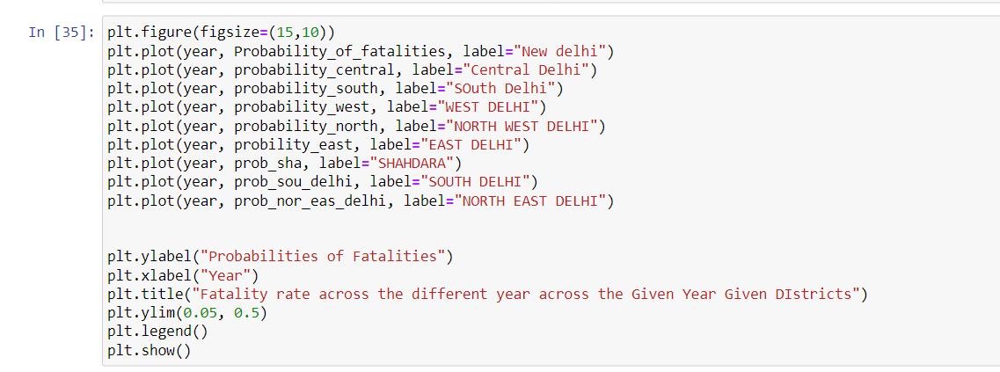 In [35]: plt.figure(figsize=(15,10))
plt.plot(year, Probability_of_fatalities, label="New delhi")
plt.plot(year, probability_central, label="Central Delhi")
plt.plot(year, probability_south, label="SOuth Delhi")
plt.plot(year, probability_west, label="WEST DELHI")
plt.plot(year, probability_north, label="NORTH WEST DELHI")
plt.plot(year, probility_east, label="EAST DELHI")
plt.plot(year, prob_sha, label="SHAHDARA")
plt.plot(year, prob_sou_delhi, label="SOUTH DELHI")
plt.plot(year, prob_nor_eas_delhi, label="NORTH EAST DELHI")
plt.ylabel("Probabilities of Fatalities")
plt.xlabel("Year")
plt.title("Fatality rate across the different year across the Given Year Given DIstricts")
plt.ylim(0.05, 0.5)
plt.legend()
plt.show()